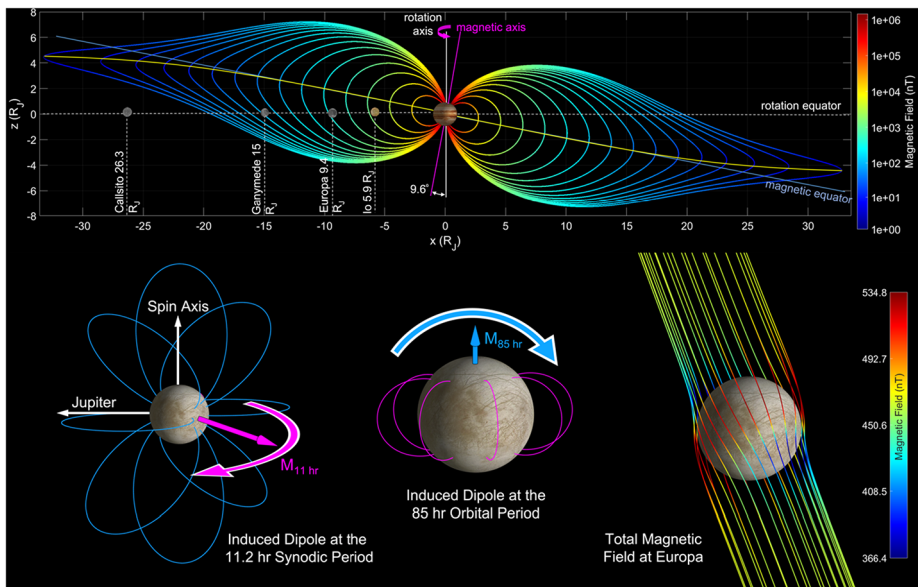 8
6
4
2
0
-2
-4
-6
-8
z (R_J)
rotation
axis
magnetic axis
rotation equator
magnetic equator
9.6°
Callsito 26.3
R_J
Ganymede 15
R_J
Europa 9.4
R_J
Io 5.9 R_J
-30
-25
-20
-15
-10
-5
0
5
10
15
20
25
30
x (R_J)
1e+06
1e+05
1e+04
1e+03
1e+02
1e+01
1e+00
Magnetic Field (nT)
Spin Axis
Jupiter
M_11 hr
Induced Dipole at the
11.2 hr Synodic Period
M_85 hr
Induced Dipole at the
85 hr Orbital Period
Total Magnetic
Field at Europa
534.8
492.7
450.6
408.5
366.4
Magnetic Field (nT)